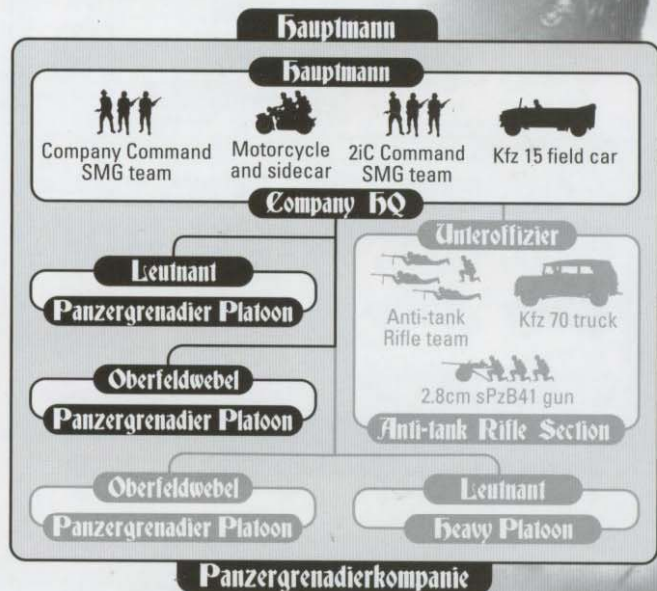 Hauptmann
Hauptmann
Company Command
SMG team
Motorcycle
and sidecar
2iC Command
SMG team
Kfz 15 field car
Company HQ
Unteroffizier
Anti-tank
Rifle team
Kfz 70 truck
2.8cm sPzB41 gun
Anti-tank Rifle Section
Leutnant
Panzergrenadier Platoon
Oberfeldwebel
Panzergrenadier Platoon
Oberfeldwebel
Panzergrenadier Platoon
Leutnant
Heavy Platoon
Panzergrenadierkompanie